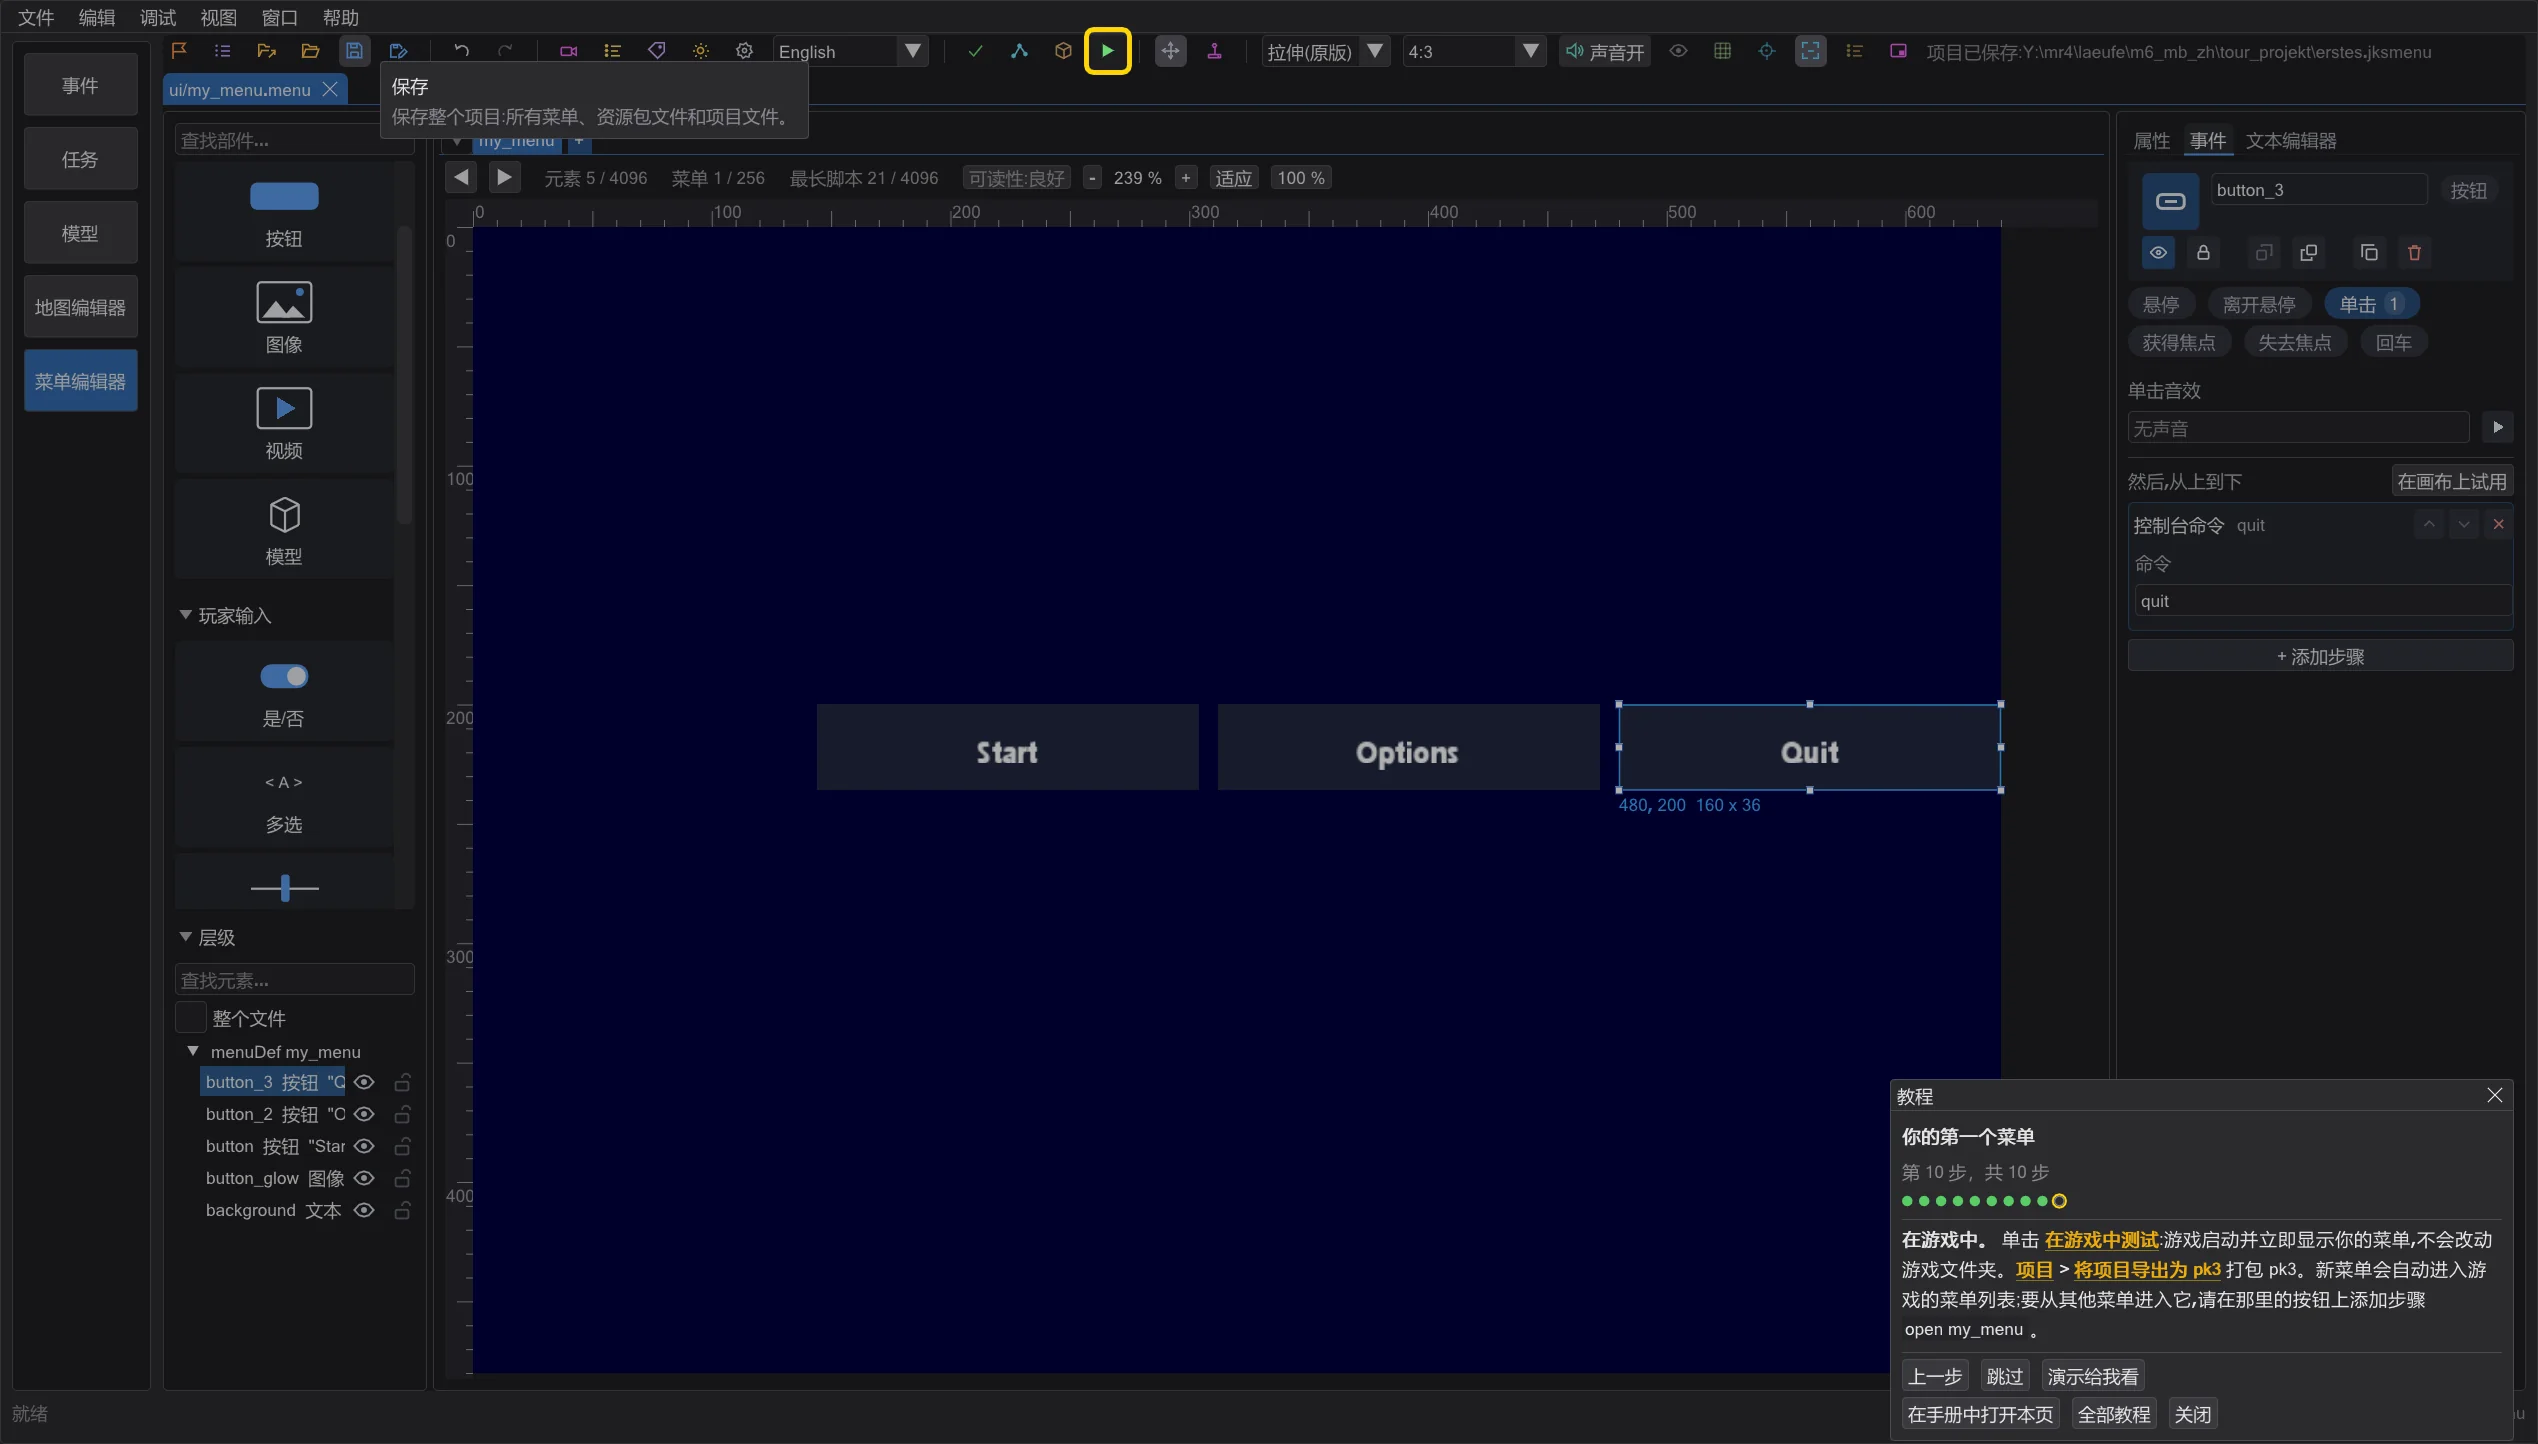 文件 编辑 调试 视图 窗口 帮助
English
拉伸(原版)
4:3
声音开
项目已保存:Y:\mr4\laeufe\m6_mb_zh\tour_projekt\erstes.jksmenu
事件
任务
模型
地图编辑器
菜单编辑器
ui/my_menu.menu
保存
保存整个项目:所有菜单、资源包文件和项目文件。
查找部件...
my_menu +
元素 5 / 4096 菜单 1 / 256 最长脚本 21 / 4096 可读性:良好 - 239 % + 适应 100 %
0 100 200 300 400 500 600
0
100
200
300
400
按钮
图像
视频
模型
玩家输入
是/否
< A >
多选
层级
查找元素...
整个文件
menuDef my_menu
button_3 按钮 "Q
button_2 按钮 "O
button 按钮 "Star
button_glow 图像
background 文本
Start
Options
Quit
480, 200 160 x 36
属性 事件 文本编辑器
button_3 按钮
悬停 离开悬停 单击 1
获得焦点 失去焦点 回车
单击音效
无声音
然后,从上到下 在画布上试用
控制台命令 quit
命令
quit
+ 添加步骤
教程
你的第一个菜单
第 10 步，共 10 步
在游戏中。 单击 在游戏中测试:游戏启动并立即显示你的菜单,不会改动
游戏文件夹。项目 > 将项目导出为 pk3 打包 pk3。新菜单会自动进入游
戏的菜单列表;要从其他菜单进入它,请在那里的按钮上添加步骤
open my_menu 。
上一步 跳过 演示给我看
在手册中打开本页 全部教程 关闭
就绪